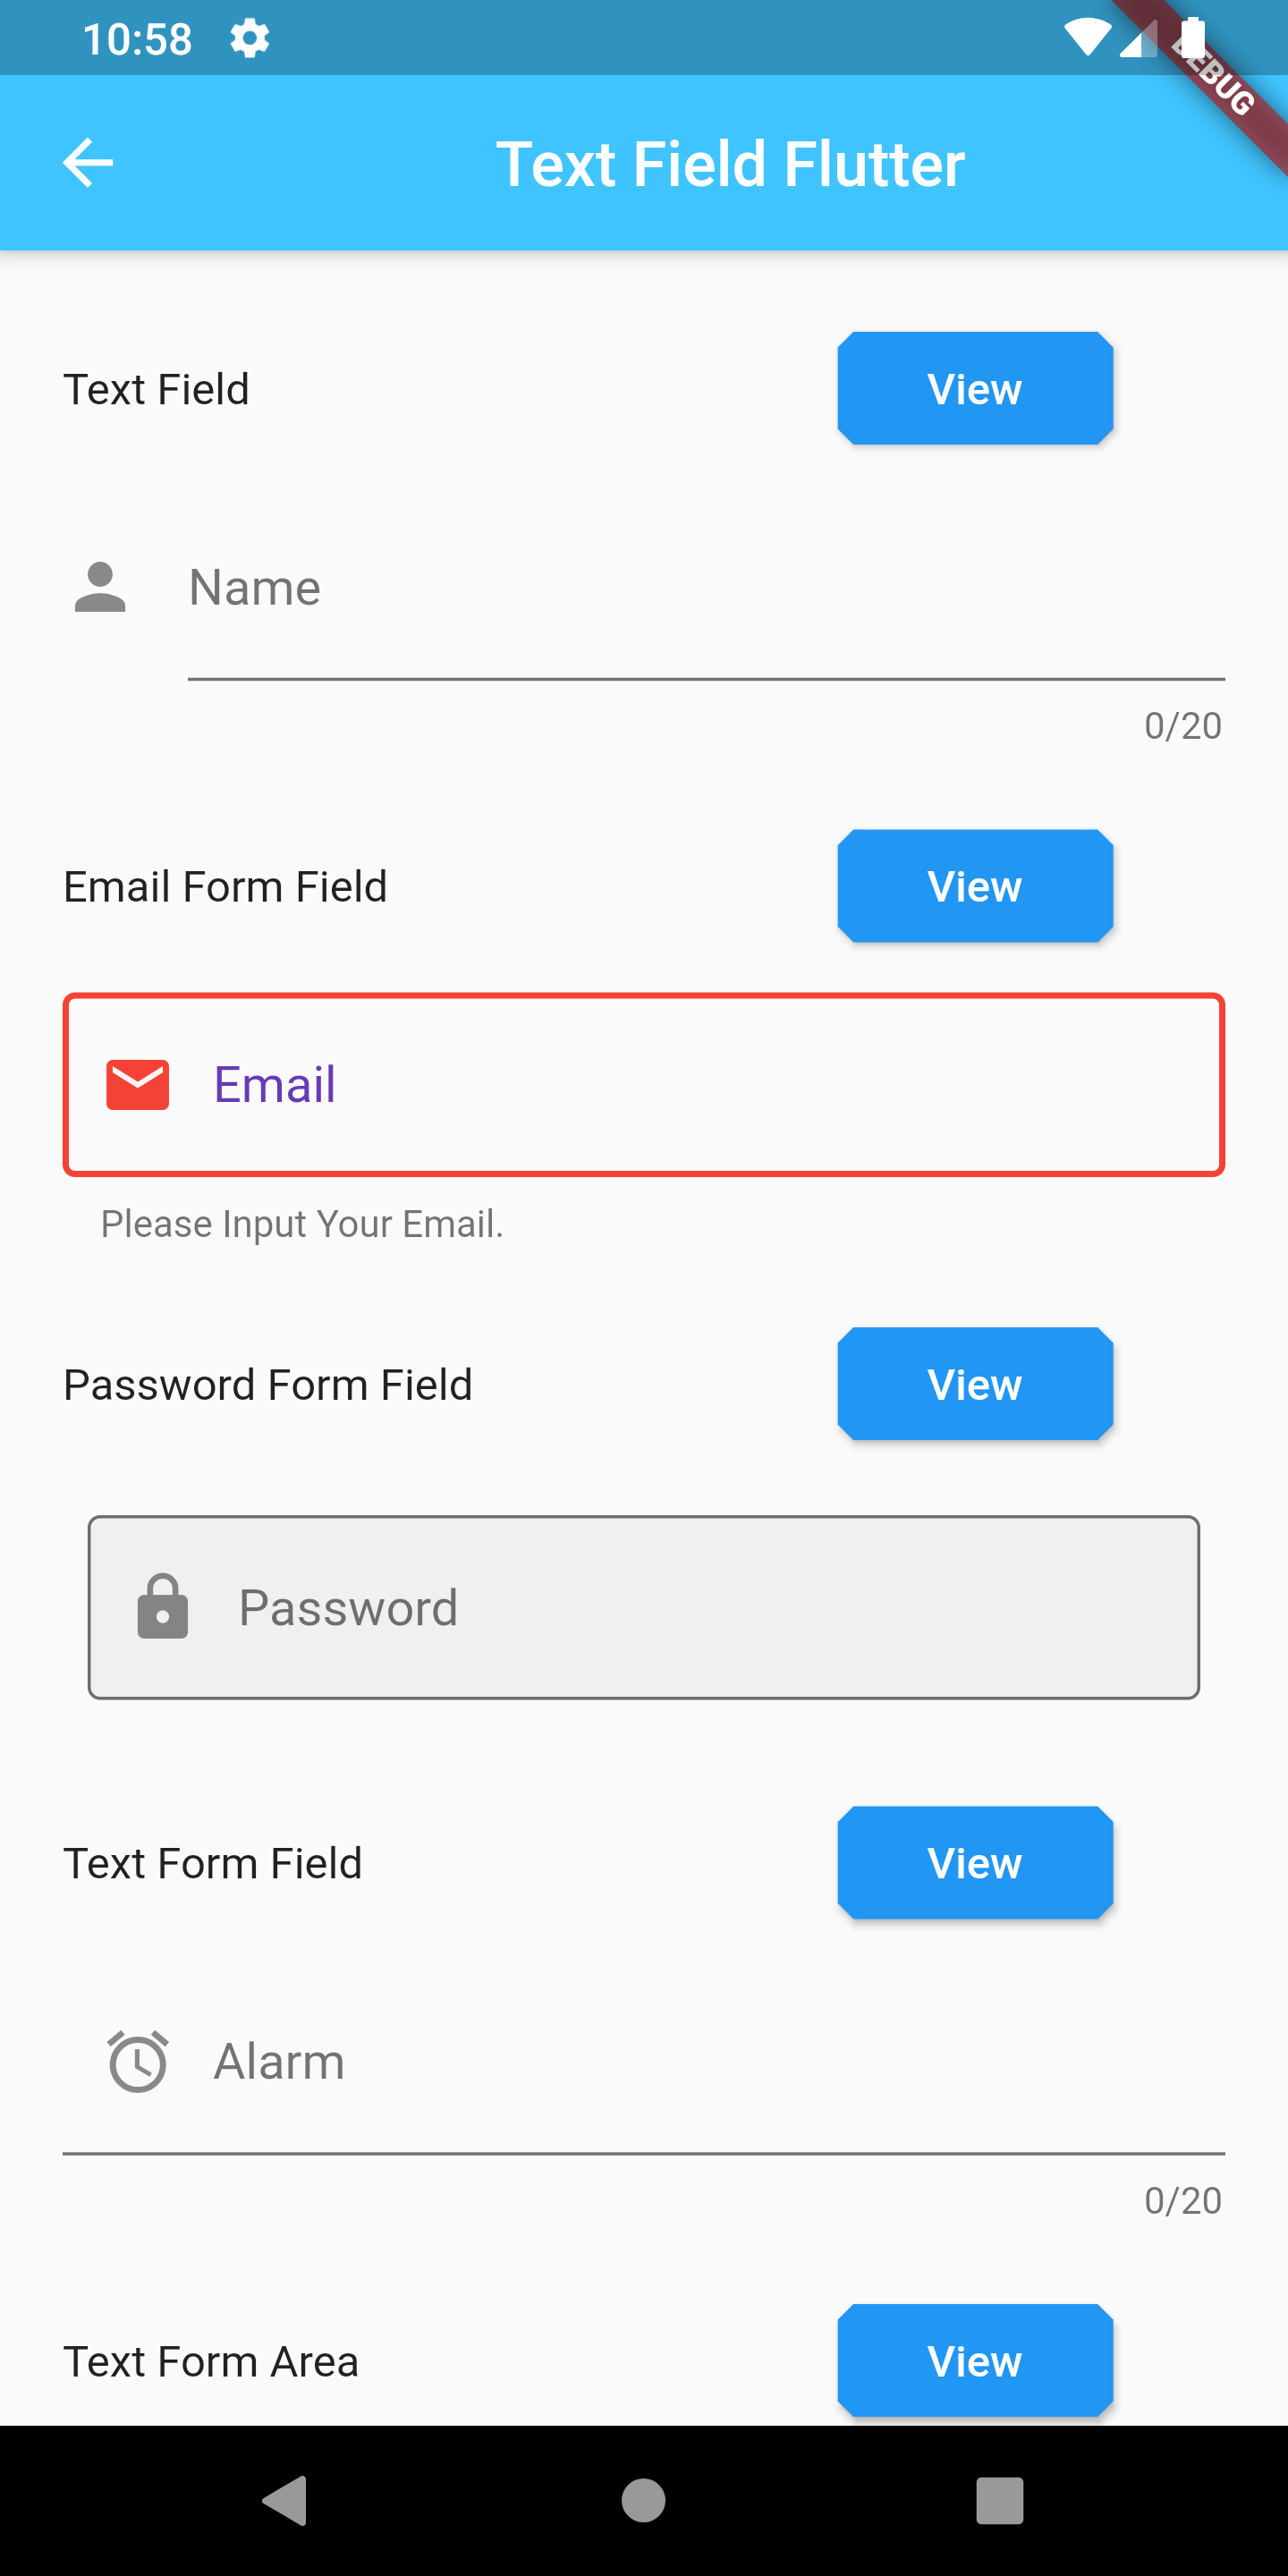 10:58
DEBUG
Text Field Flutter
Text Field
View
Name
0/20
Email Form Field
View
Email
Please Input Your Email.
Password Form Field
View
Password
Text Form Field
View
Alarm
0/20
Text Form Area
View